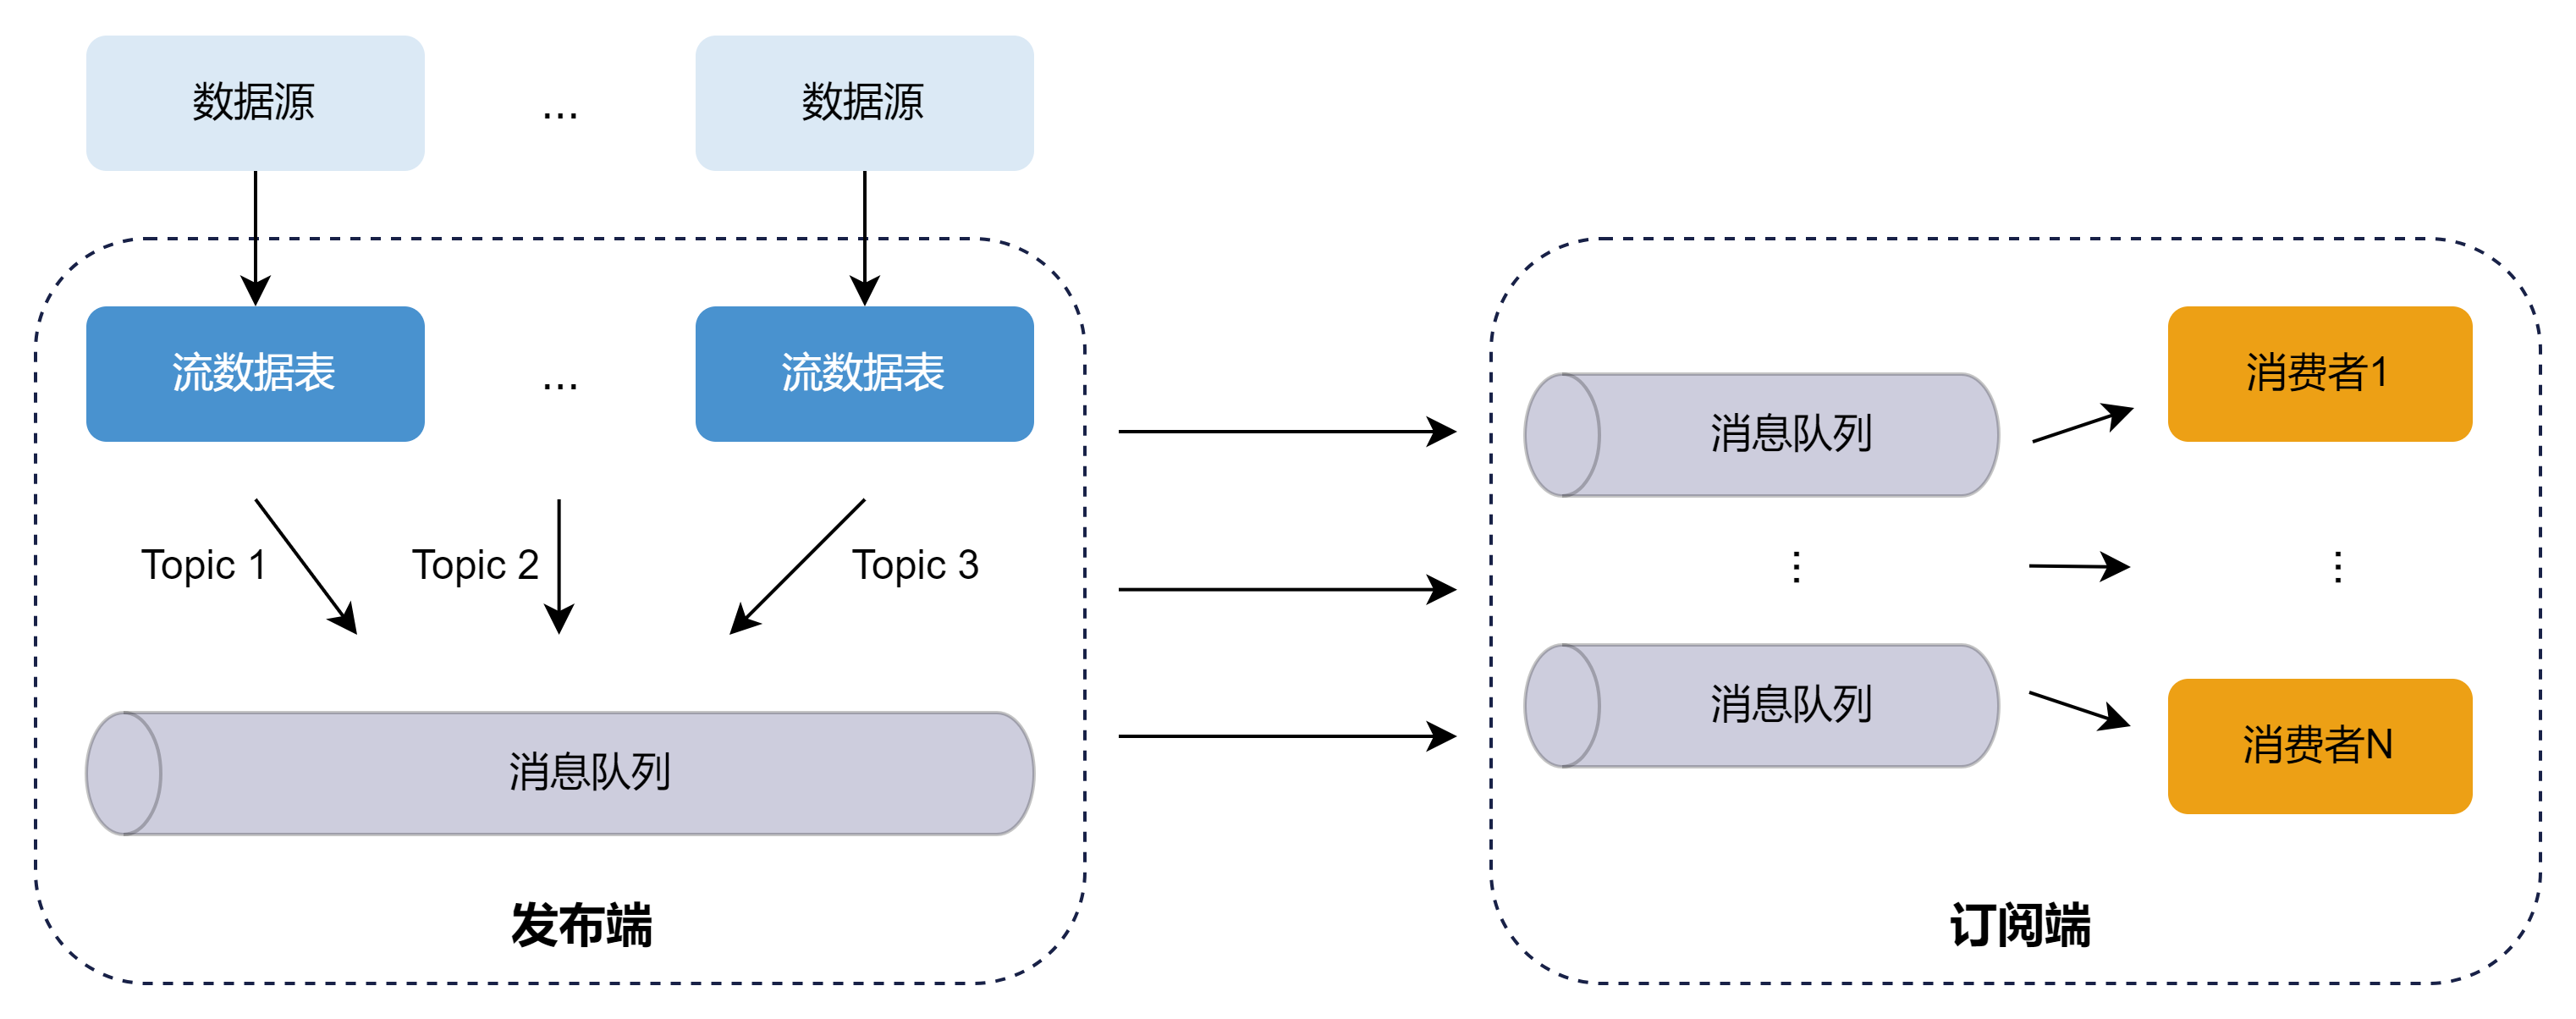 数据源
...
数据源
流数据表
...
流数据表
Topic 1
Topic 2
Topic 3
消息队列
发布端
消息队列
...
消息队列
消费者1
...
消费者N
订阅端